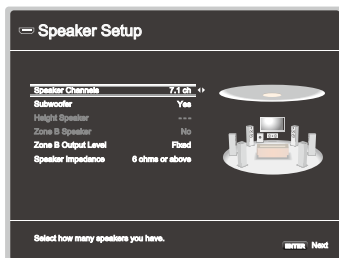 Speaker Setup
Speaker Channels 7.1 ch
Subwoofer Yes
Height Speaker ---
Zone B Speaker No
Zone B Output Level Fixed
Speaker Impedance 6 ohms or above
Select how many speakers you have.
ENTER Next